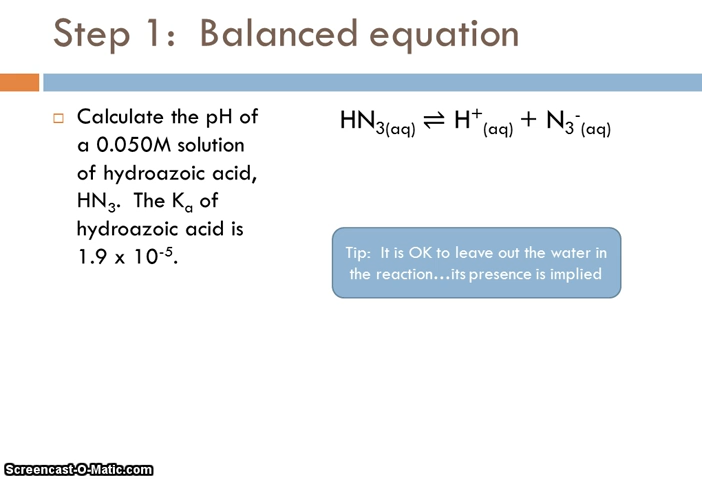 Step 1:  Balanced equation
Calculate the pH of
a 0.050M solution
of hydroazoic acid,
HN₃.  The Kₐ of
hydroazoic acid is
1.9 x 10⁻⁵.
HN₃₍aq₎ ⇌ H⁺₍aq₎ + N₃⁻₍aq₎
Tip:  It is OK to leave out the water in
the reaction…its presence is implied
Screencast-O-Matic.com